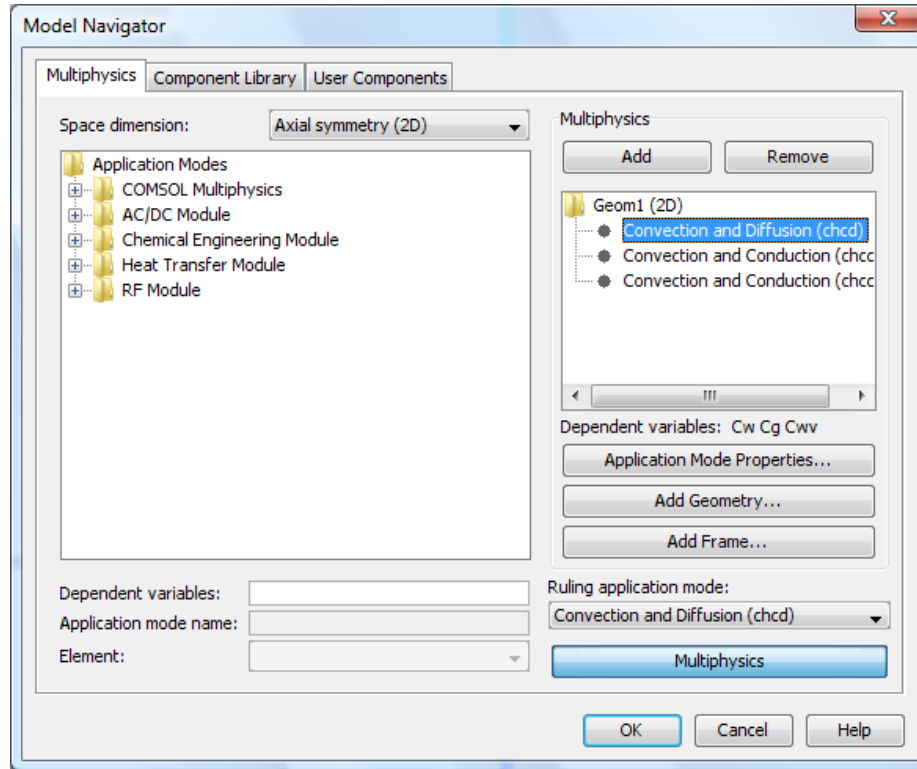 Model Navigator
Multiphysics
Component Library
User Components
Space dimension:
Axial symmetry (2D)
Application Modes
COMSOL Multiphysics
AC/DC Module
Chemical Engineering Module
Heat Transfer Module
RF Module
Dependent variables:
Application mode name:
Element:
Multiphysics
Add
Remove
Geom1 (2D)
Convection and Diffusion (chcd)
Convection and Conduction (chcc
Convection and Conduction (chcc
Dependent variables: Cw Cg Cwv
Application Mode Properties...
Add Geometry...
Add Frame...
Ruling application mode:
Convection and Diffusion (chcd)
Multiphysics
OK
Cancel
Help